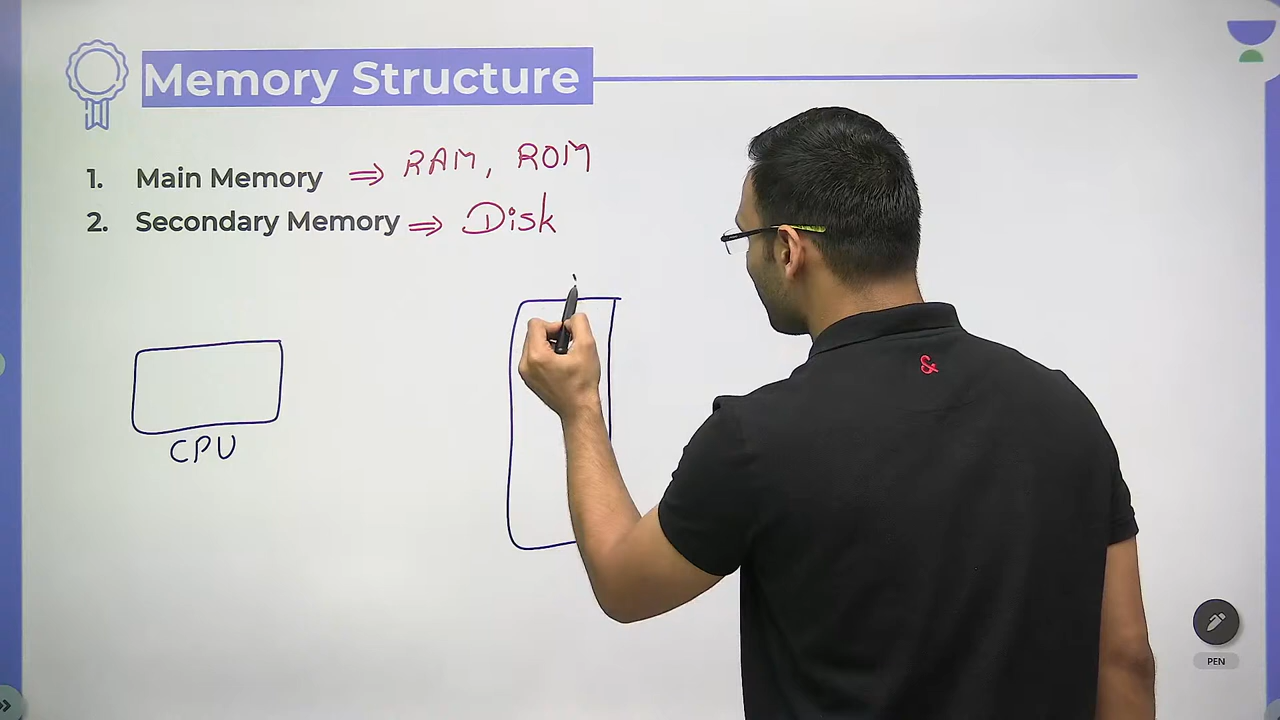 Memory Structure
1. Main Memory ⇒ RAM, ROM
2. Secondary Memory ⇒ Disk
&
CPU
PEN